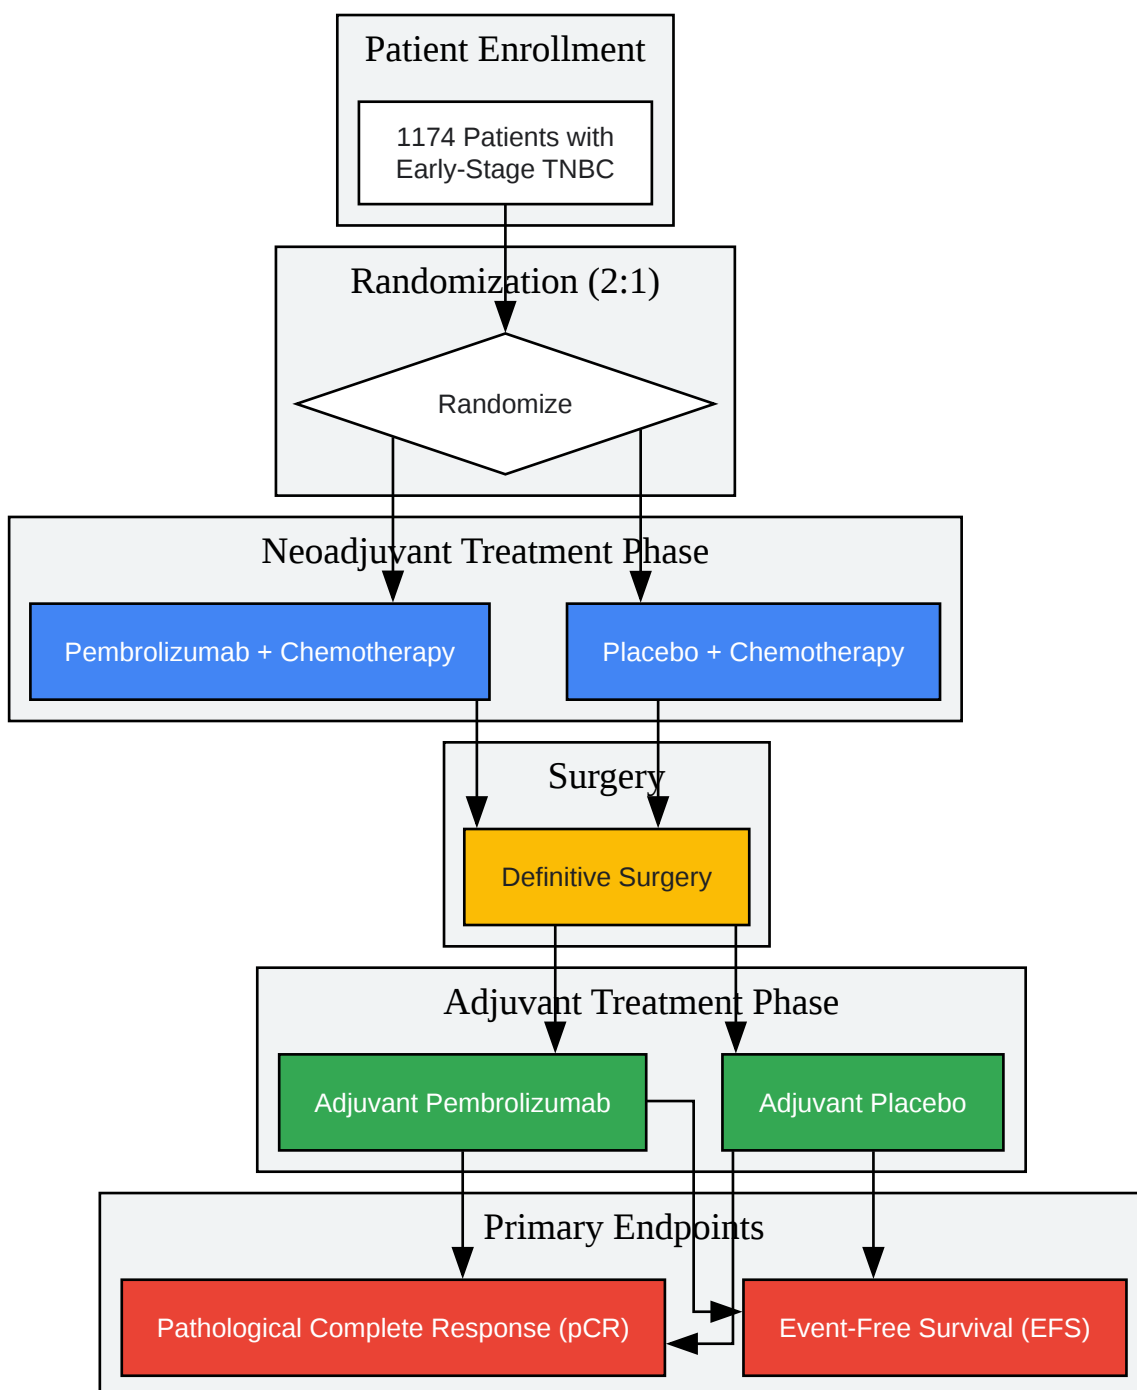 Patient Enrollment
1174 Patients with
Early-Stage TNBC
Randomization (2:1)
Randomize
Neoadjuvant Treatment Phase
Pembrolizumab + Chemotherapy
Placebo + Chemotherapy
Surgery
Definitive Surgery
Adjuvant Treatment Phase
Adjuvant Pembrolizumab
Adjuvant Placebo
Primary Endpoints
Pathological Complete Response (pCR)
Event-Free Survival (EFS)